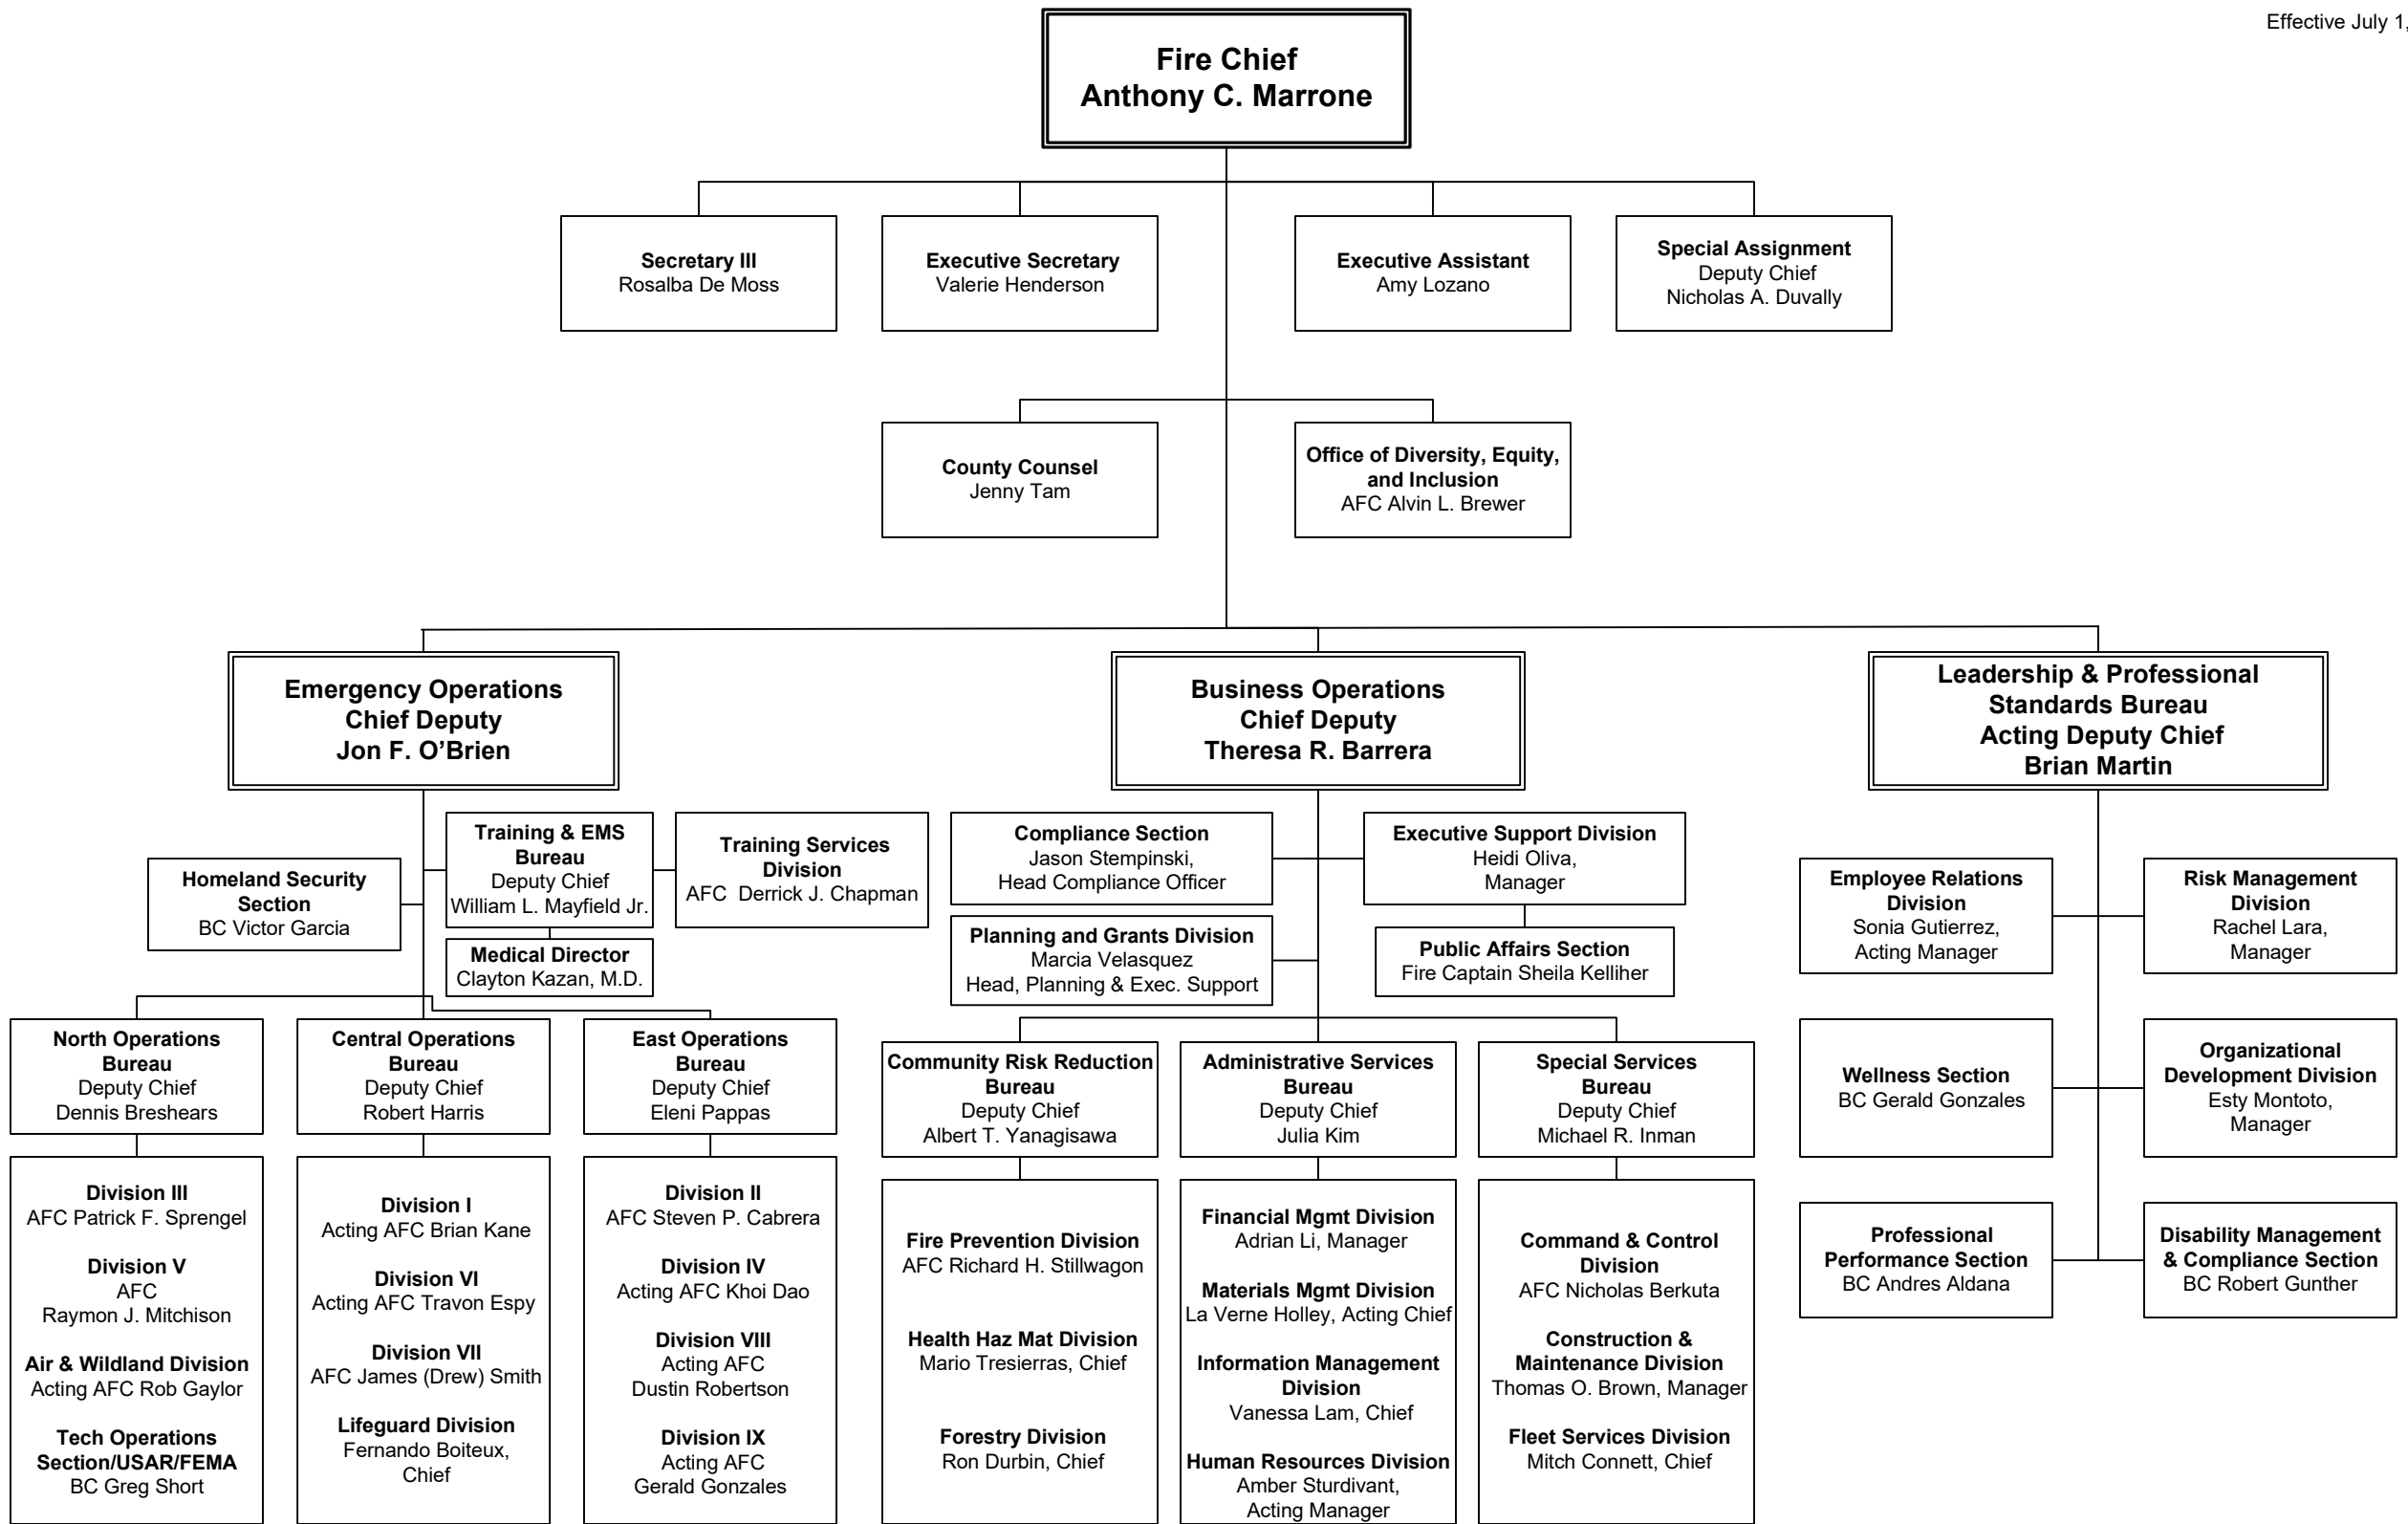 Effective July 1,
Fire Chief
Anthony C. Marrone
Secretary III
Rosalba De Moss
Executive Secretary
Valerie Henderson
Executive Assistant
Amy Lozano
Special Assignment
Deputy Chief
Nicholas A. Duvally
County Counsel
Jenny Tam
Office of Diversity, Equity,
and Inclusion
AFC Alvin L. Brewer
Emergency Operations
Chief Deputy
Jon F. O’Brien
Business Operations
Chief Deputy
Theresa R. Barrera
Leadership & Professional
Standards Bureau
Acting Deputy Chief
Brian Martin
Homeland Security
Section
BC Victor Garcia
Training & EMS
Bureau
Deputy Chief
William L. Mayfield Jr.
Training Services
Division
AFC  Derrick J. Chapman
Medical Director
Clayton Kazan, M.D.
Compliance Section
Jason Stempinski,
Head Compliance Officer
Executive Support Division
Heidi Oliva,
Manager
Planning and Grants Division
Marcia Velasquez
Head, Planning & Exec. Support
Public Affairs Section
Fire Captain Sheila Kelliher
Employee Relations
Division
Sonia Gutierrez,
Acting Manager
Risk Management
Division
Rachel Lara,
Manager
North Operations
Bureau
Deputy Chief
Dennis Breshears
Central Operations
Bureau
Deputy Chief
Robert Harris
East Operations
Bureau
Deputy Chief
Eleni Pappas
Community Risk Reduction
Bureau
Deputy Chief
Albert T. Yanagisawa
Administrative Services
Bureau
Deputy Chief
Julia Kim
Special Services
Bureau
Deputy Chief
Michael R. Inman
Wellness Section
BC Gerald Gonzales
Organizational
Development Division
Esty Montoto,
Manager
Division III
AFC Patrick F. Sprengel
Division V
AFC
Raymon J. Mitchison
Air & Wildland Division
Acting AFC Rob Gaylor
Tech Operations
Section/USAR/FEMA
BC Greg Short
Division I
Acting AFC Brian Kane
Division VI
Acting AFC Travon Espy
Division VII
AFC James (Drew) Smith
Lifeguard Division
Fernando Boiteux,
Chief
Division II
AFC Steven P. Cabrera
Division IV
Acting AFC Khoi Dao
Division VIII
Acting AFC
Dustin Robertson
Division IX
Acting AFC
Gerald Gonzales
Fire Prevention Division
AFC Richard H. Stillwagon
Health Haz Mat Division
Mario Tresierras, Chief
Forestry Division
Ron Durbin, Chief
Financial Mgmt Division
Adrian Li, Manager
Materials Mgmt Division
La Verne Holley, Acting Chief
Information Management
Division
Vanessa Lam, Chief
Human Resources Division
Amber Sturdivant,
Acting Manager
Command & Control
Division
AFC Nicholas Berkuta
Construction &
Maintenance Division
Thomas O. Brown, Manager
Fleet Services Division
Mitch Connett, Chief
Professional
Performance Section
BC Andres Aldana
Disability Management
& Compliance Section
BC Robert Gunther